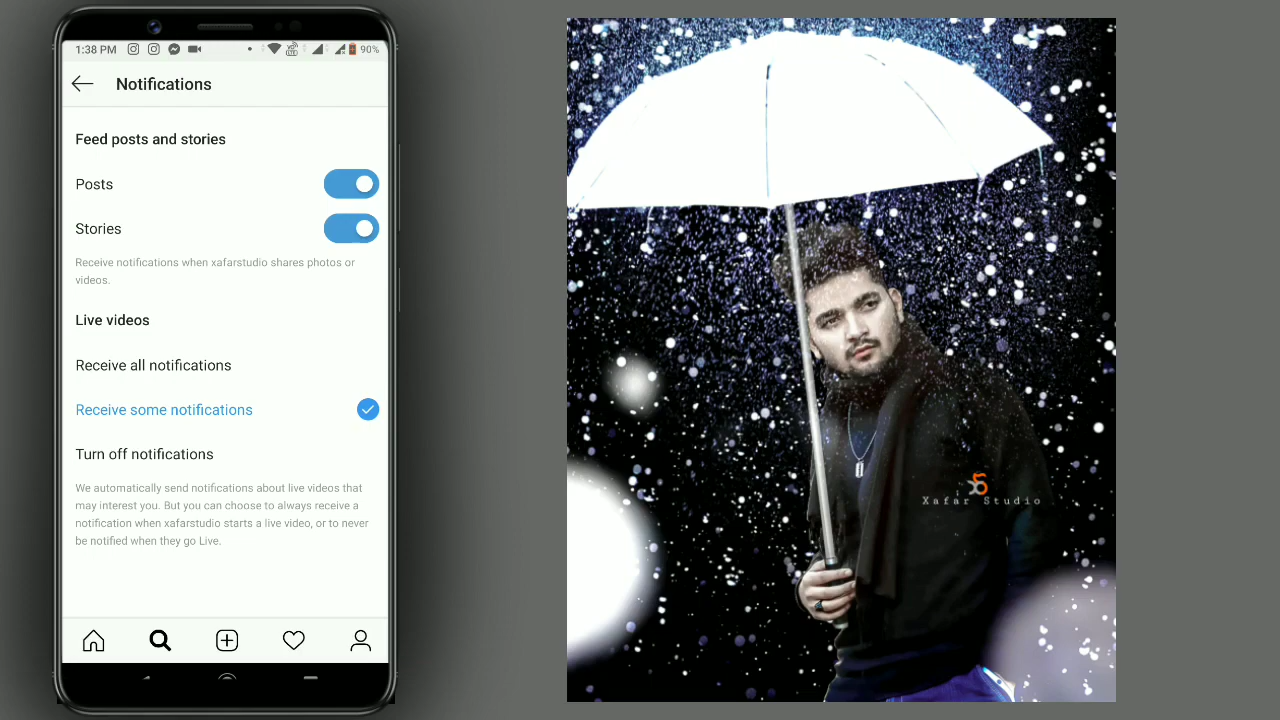 1:38 PM
90%
Notifications
Feed posts and stories
Posts
Stories
Receive notifications when xafarstudio shares photos or
videos.
Live videos
Receive all notifications
Receive some notifications
Turn off notifications
We automatically send notifications about live videos that
may interest you. But you can choose to always receive a
notification when xafarstudio starts a live video, or to never
be notified when they go Live.
Xafar Studio